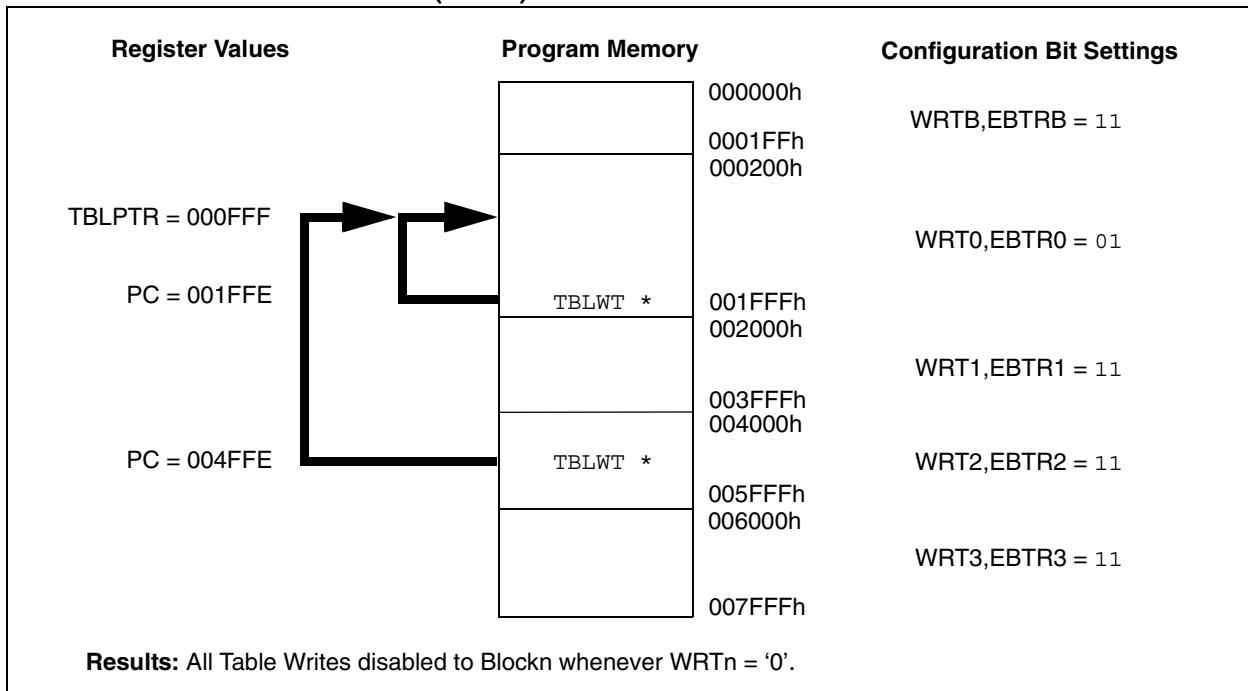 Register Values Program Memory Configuration Bit Settings
000000h
WRTB,EBTRB = 11
0001FFh
000200h
TBLPTR = 000FFF
WRT0,EBTR0 = 01
PC = 001FFE TBLWT * 001FFFh
002000h
WRT1,EBTR1 = 11
003FFFh
004000h
PC = 004FFE TBLWT * WRT2,EBTR2 = 11
005FFFh
006000h
WRT3,EBTR3 = 11
007FFFh
Results: All Table Writes disabled to Blockn whenever WRTn = ‘0’.